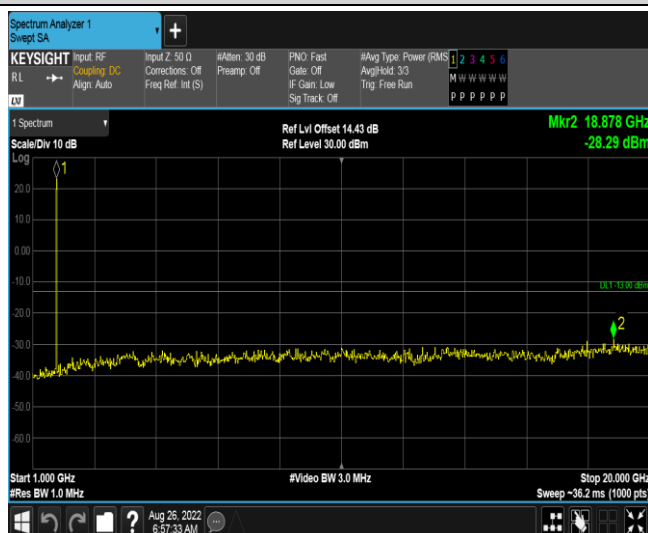 Spectrum Analyzer 1
Swept SA
+
KEYSIGHT
RL
LXI
Input: RF
Coupling: DC
Align: Auto
Input Z: 50 Ω
Corrections: Off
Freq Ref: Int (S)
#Atten: 30 dB
Preamp: Off
PNO: Fast
Gate: Off
IF Gain: Low
Sig Track: Off
#Avg Type: Power (RMS
Avg|Hold: 3/3
Trig: Free Run
1 2 3 4 5 6
M W W W W W
P P P P P P
1 Spectrum
Scale/Div 10 dB
Log
Ref Lvl Offset 14.43 dB
Ref Level 30.00 dBm
Mkr2 18.878 GHz
-28.29 dBm
1
20.0
10.0
0.00
-10.0
DL1 -13.00 dBm
2
-20.0
-30.0
-40.0
-50.0
-60.0
Start 1.000 GHz
#Res BW 1.0 MHz
#Video BW 3.0 MHz
Stop 20.000 GHz
Sweep ~36.2 ms (1000 pts)
?
Aug 26, 2022
6:57:33 AM